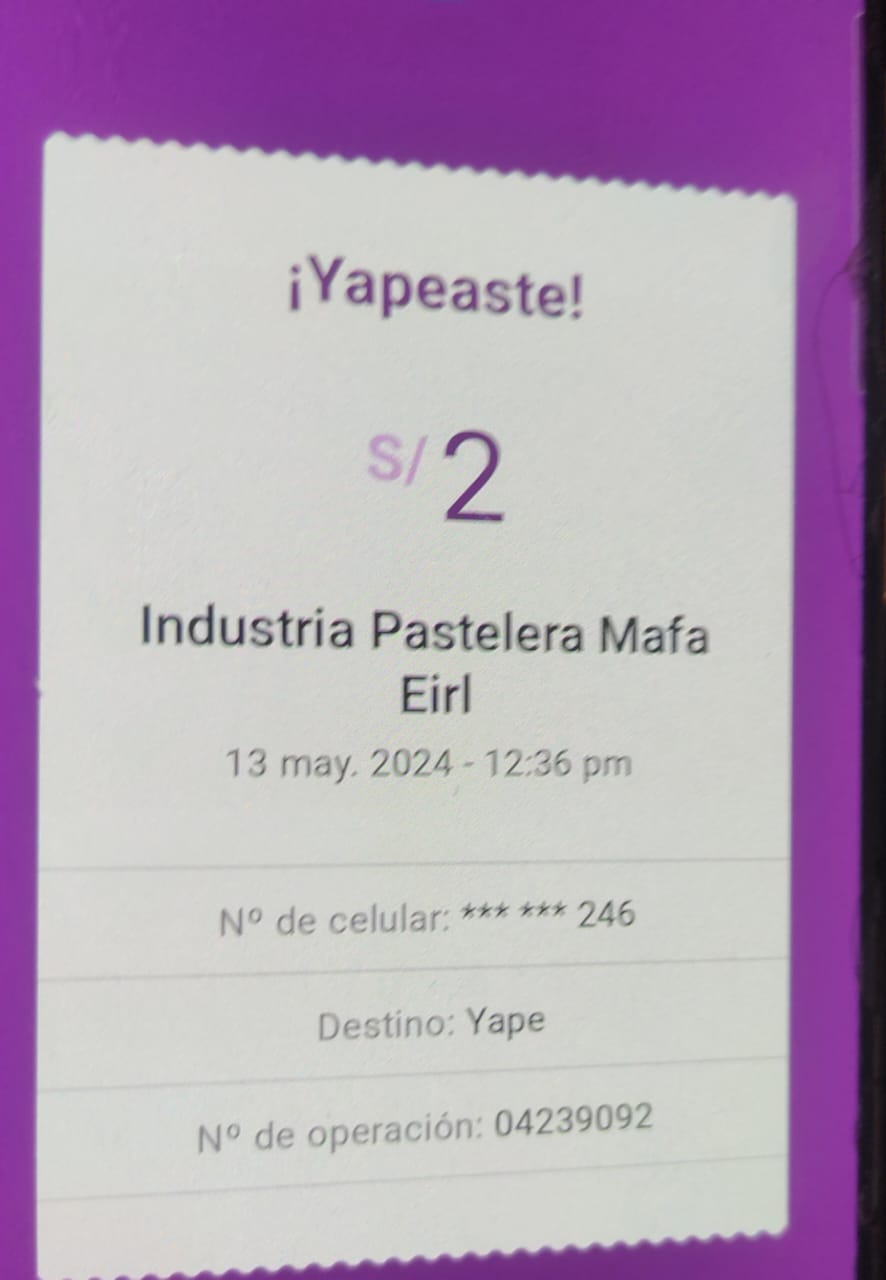 ¡Yapeaste!
S/ 2
Industria Pastelera Mafa
Eirl
13 may. 2024 - 12:36 pm
Nº de celular: *** *** 246
Destino: Yape
Nº de operación: 04239092